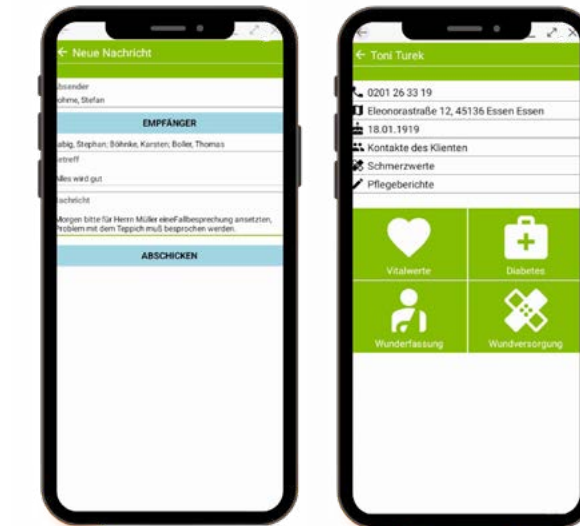 Neue Nachricht
Absender
Böhme, Stefan
EMPFÄNGER
Stephan; Böhnke, Karsten; Boller, Thomas
Betreff
Alles wird gut
Nachricht
Morgen bitte für Herrn Müller eineFallbesprechung ansetzten,
Problem mit dem Teppich muß besprochen werden.
ABSCHICKEN
Toni Turek
0201 26 33 19
Eleonorastraße 12, 45136 Essen Essen
18.01.1919
Kontakte des Klienten
Schmerzwerte
Pflegeberichte
Vitalwerte
Diabetes
Wunderfassung
Wundversorgung